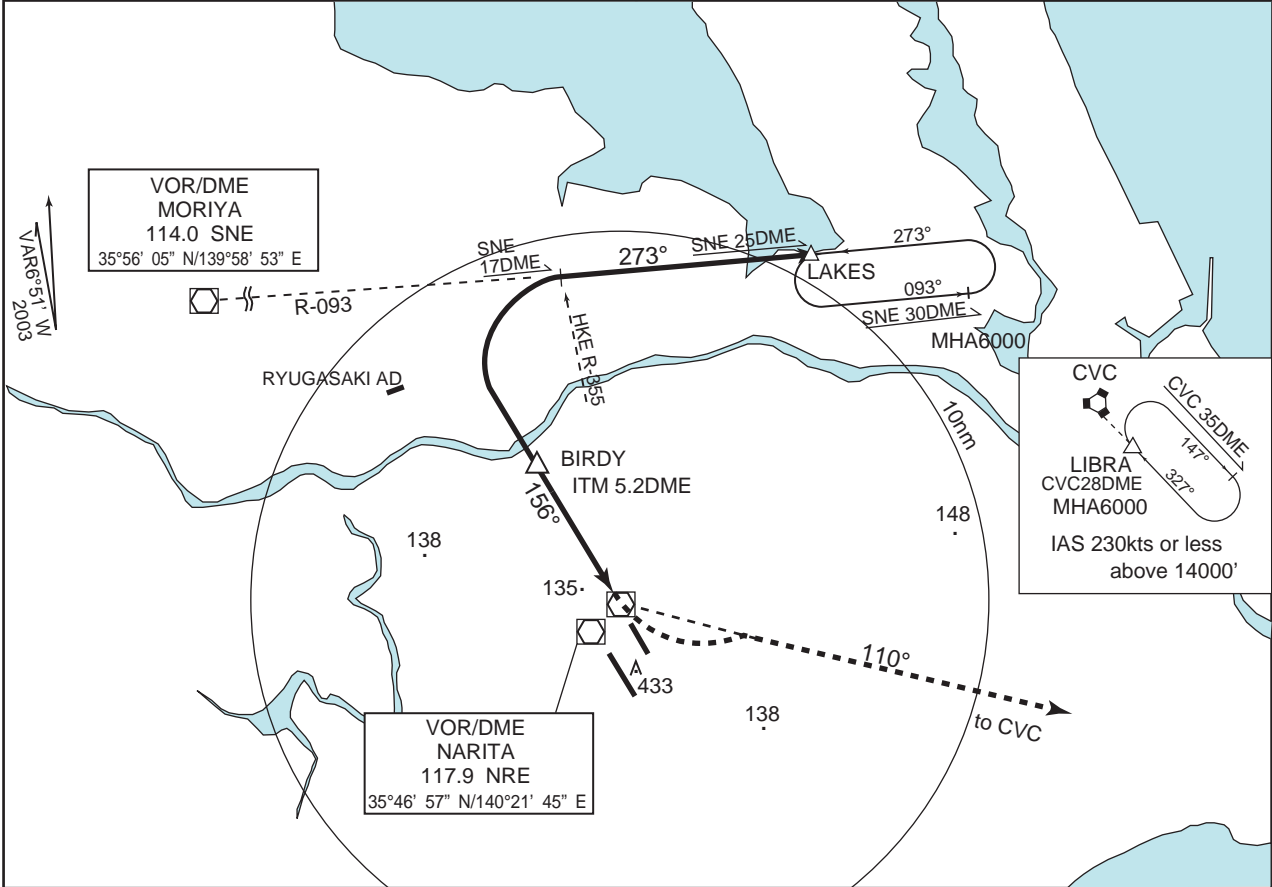 VOR/DME
MORIYA
114.0 SNE
35°56’ 05” N/139°58’ 53” E
VAR6°51’ W
2003
SNE
17DME
273°
SNE 25DME
LAKES
273°
093°
SNE 30DME
MHA6000
R-093
HKE R-355
RYUGASAKI AD
10nm
CVC
CVC 35DME
147°
327°
LIBRA
CVC28DME
MHA6000
IAS 230kts or less
above 14000’
BIRDY
ITM 5.2DME
156°
138
148
135
433
110°
to CVC
138
VOR/DME
NARITA
117.9 NRE
35°46’ 57” N/140°21’ 45” E